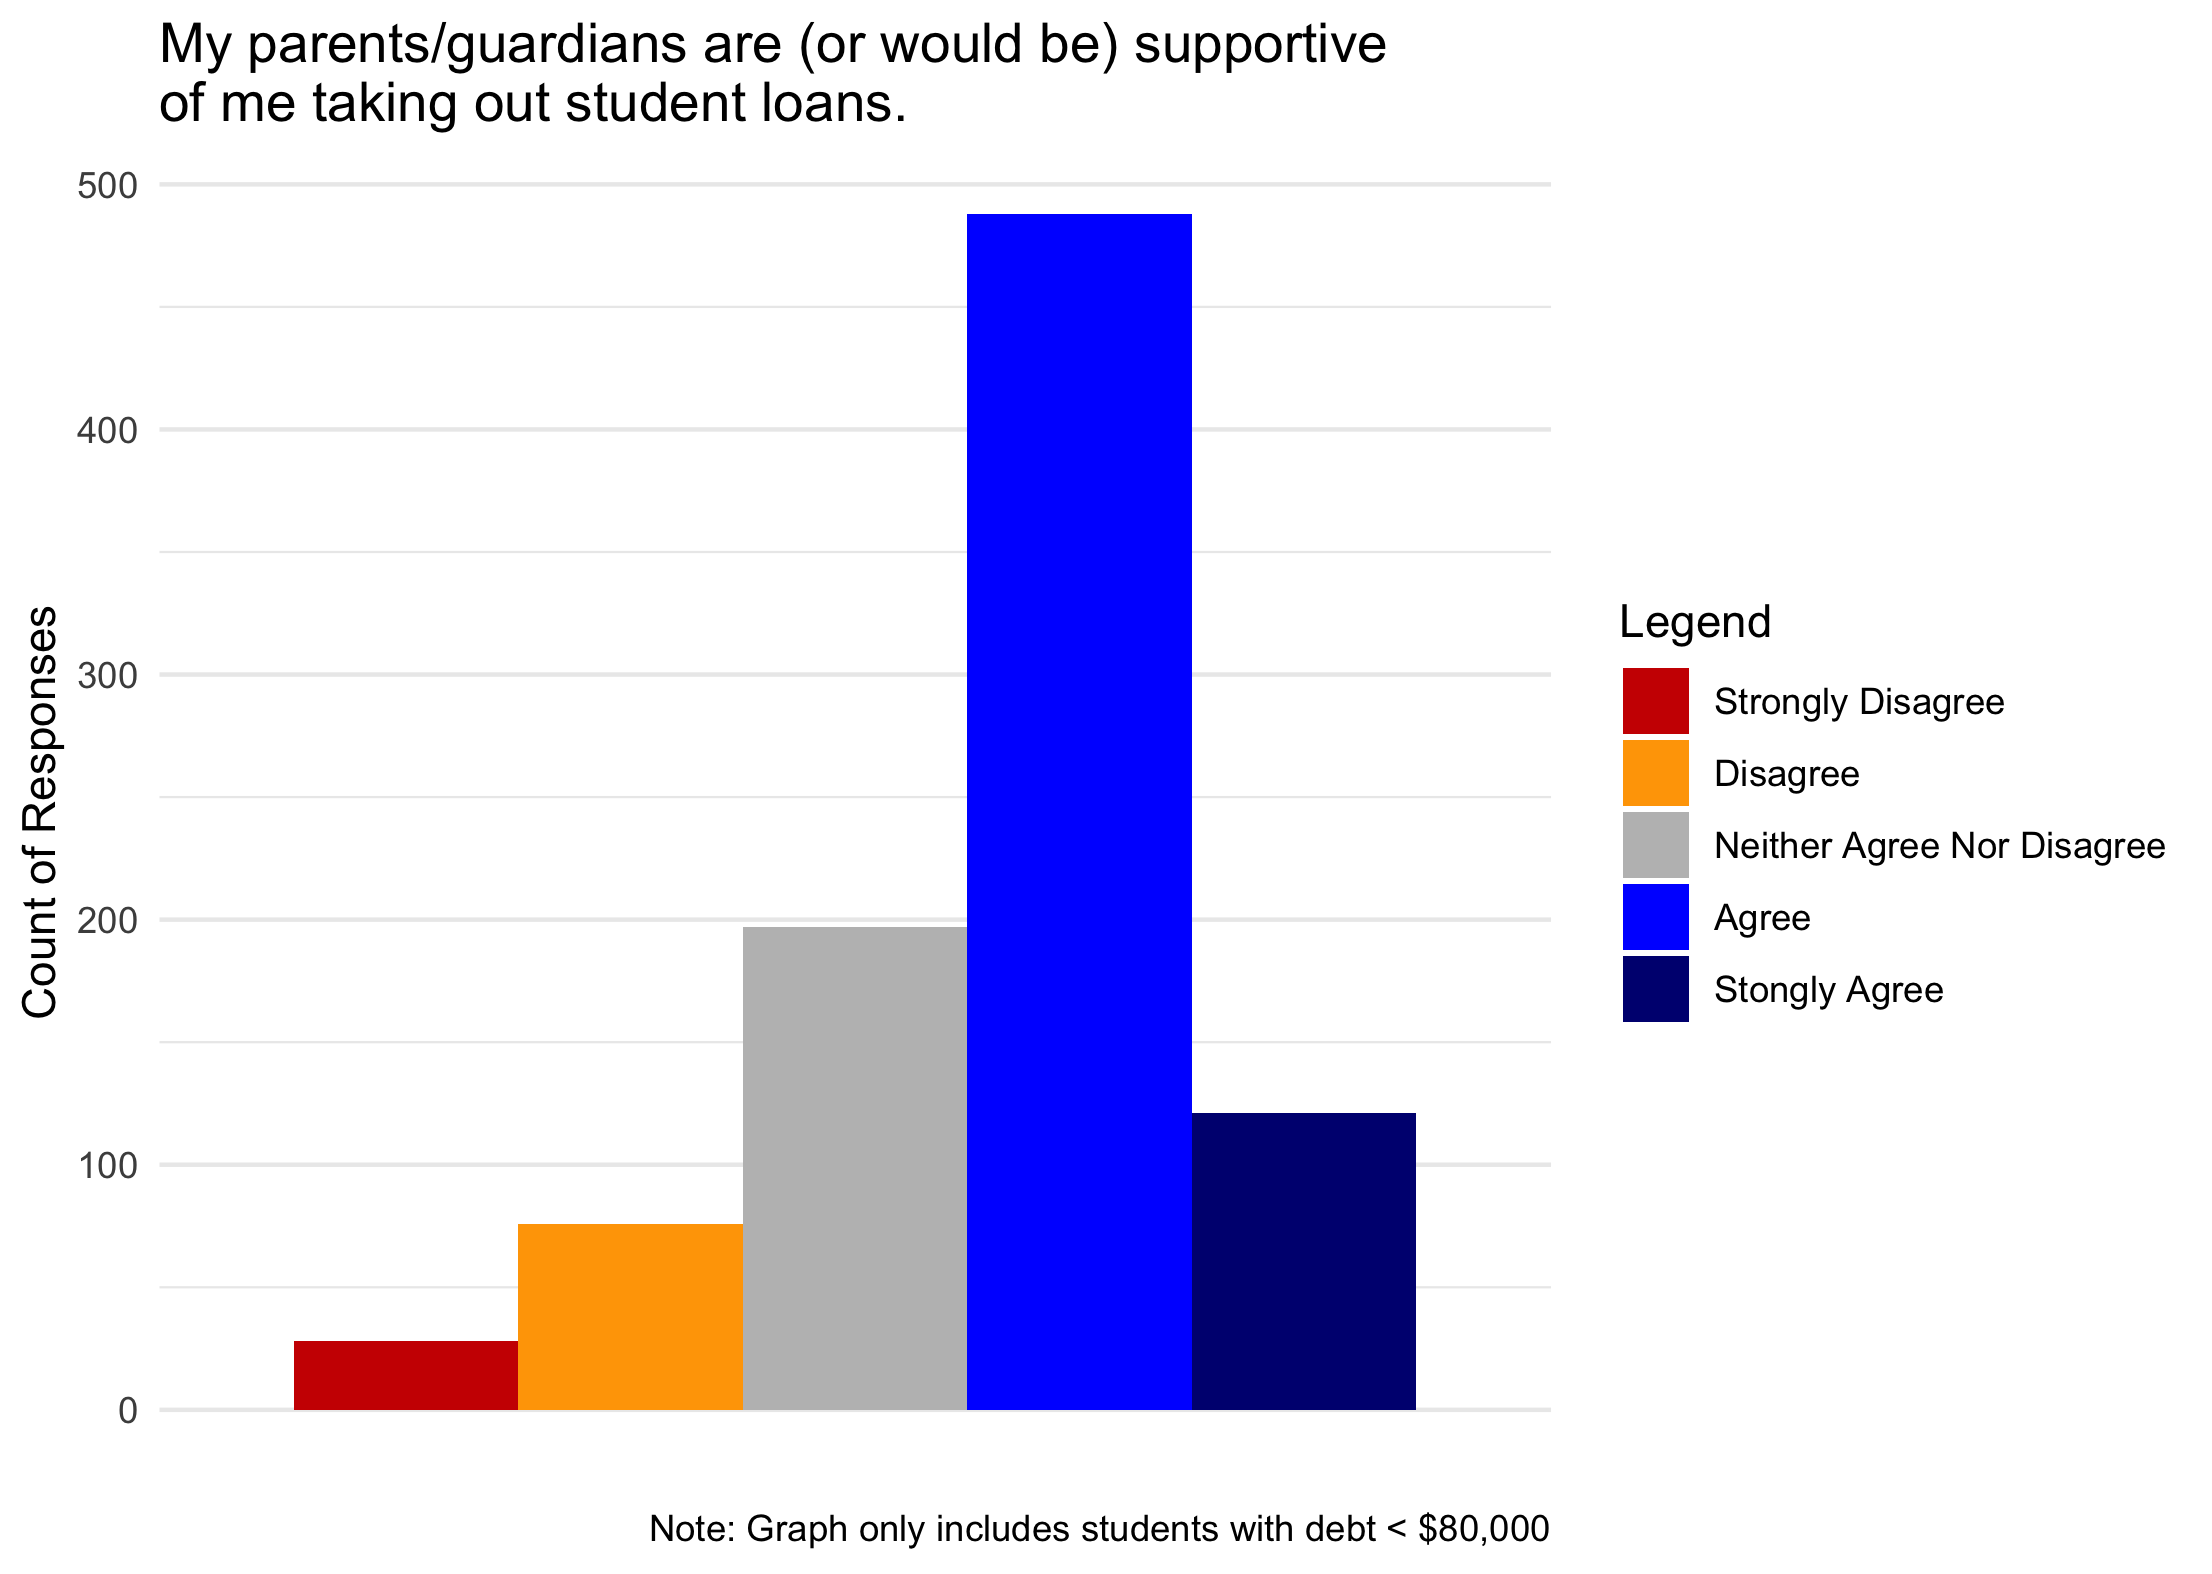 My parents/guardians are (or would be) supportive
of me taking out student loans.
500
400
300
200
100
0
Count of Responses
Legend
Strongly Disagree
Disagree
Neither Agree Nor Disagree
Agree
Stongly Agree
Note: Graph only includes students with debt < $80,000